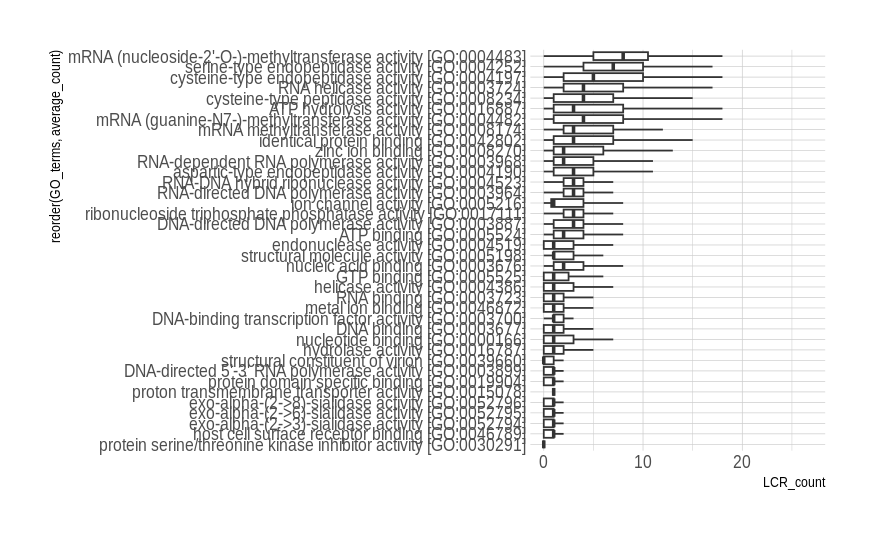 reorder(GO_terms, average_count)
mRNA (nucleoside-2'-O-)-methyltransferase activity [GO:0004483]
serine-type endopeptidase activity [GO:0004252]
cysteine-type endopeptidase activity [GO:0004197]
RNA helicase activity [GO:0003724]
cysteine-type peptidase activity [GO:0008234]
ATP hydrolysis activity [GO:0016887]
mRNA (guanine-N7-)-methyltransferase activity [GO:0004482]
mRNA methyltransferase activity [GO:0008174]
identical protein binding [GO:0042802]
zinc ion binding [GO:0008270]
RNA-dependent RNA polymerase activity [GO:0003968]
aspartic-type endopeptidase activity [GO:0004190]
RNA-DNA hybrid ribonuclease activity [GO:0004523]
RNA-directed DNA polymerase activity [GO:0003964]
ion channel activity [GO:0005216]
ribonucleoside triphosphate phosphatase activity [GO:0017111]
DNA-directed DNA polymerase activity [GO:0003887]
ATP binding [GO:0005524]
endonuclease activity [GO:0004519]
structural molecule activity [GO:0005198]
nucleic acid binding [GO:0003676]
GTP binding [GO:0005525]
helicase activity [GO:0004386]
RNA binding [GO:0003723]
metal ion binding [GO:0046872]
DNA-binding transcription factor activity [GO:0003700]
DNA binding [GO:0003677]
nucleotide binding [GO:0000166]
hydrolase activity [GO:0016787]
structural constituent of virion [GO:0039660]
DNA-directed 5'-3' RNA polymerase activity [GO:0003899]
protein domain specific binding [GO:0019904]
proton transmembrane transporter activity [GO:0015078]
exo-alpha-(2->8)-sialidase activity [GO:0052796]
exo-alpha-(2->6)-sialidase activity [GO:0052795]
exo-alpha-(2->3)-sialidase activity [GO:0052794]
host cell surface receptor binding [GO:0046789]
protein serine/threonine kinase inhibitor activity [GO:0030291]
0 10 20
LCR_count